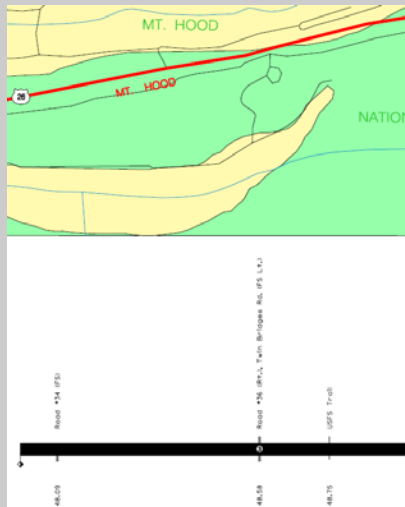 MT. HOOD
26
MT. HOOD
NATION
Road #34 (FS)
Road #36 (Rt.), Twin Bridges Rd. (FS Lt.)
USFS Trail
48.09
48.58
48.75